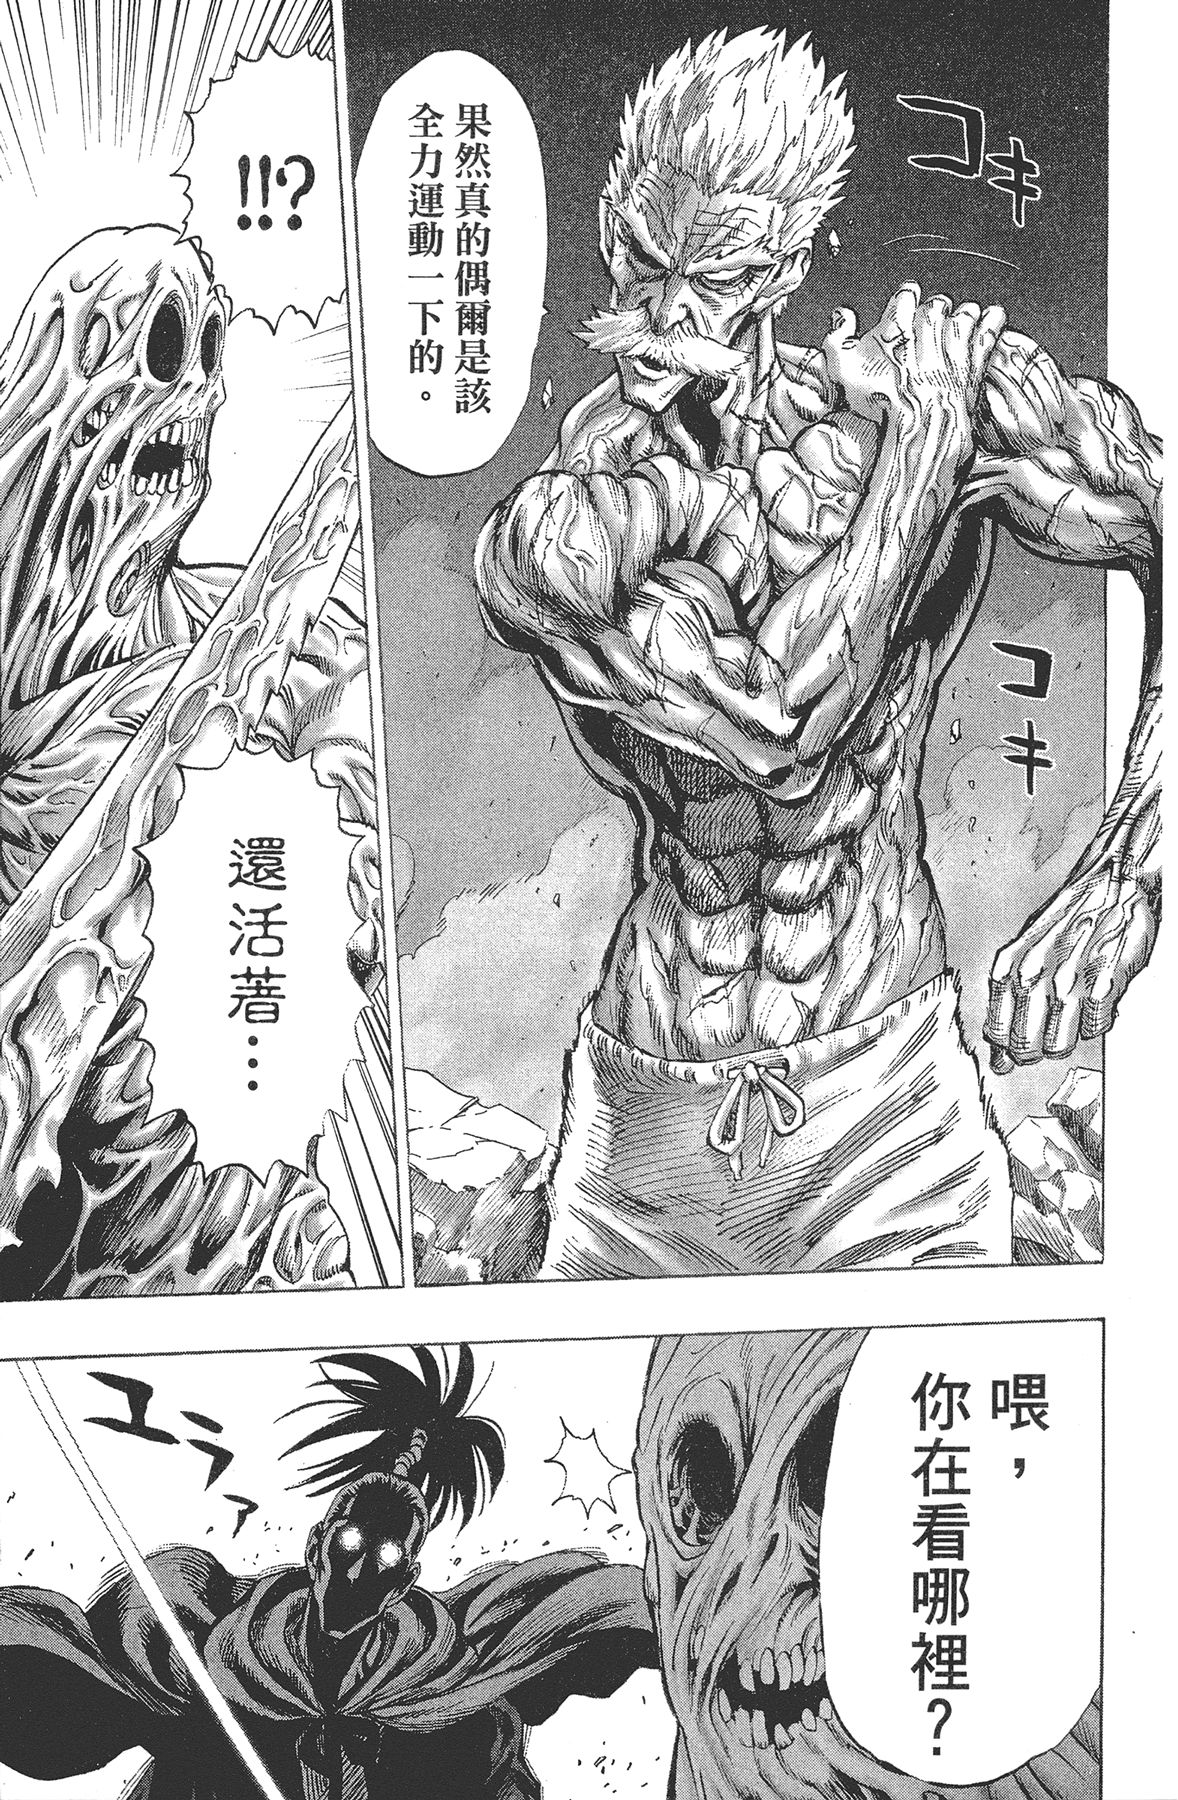 コキ
果然真的偶爾是該
全力運動一下的。
コキ
!!?
還活著…
喂，
你在看哪裡？
ユラァ